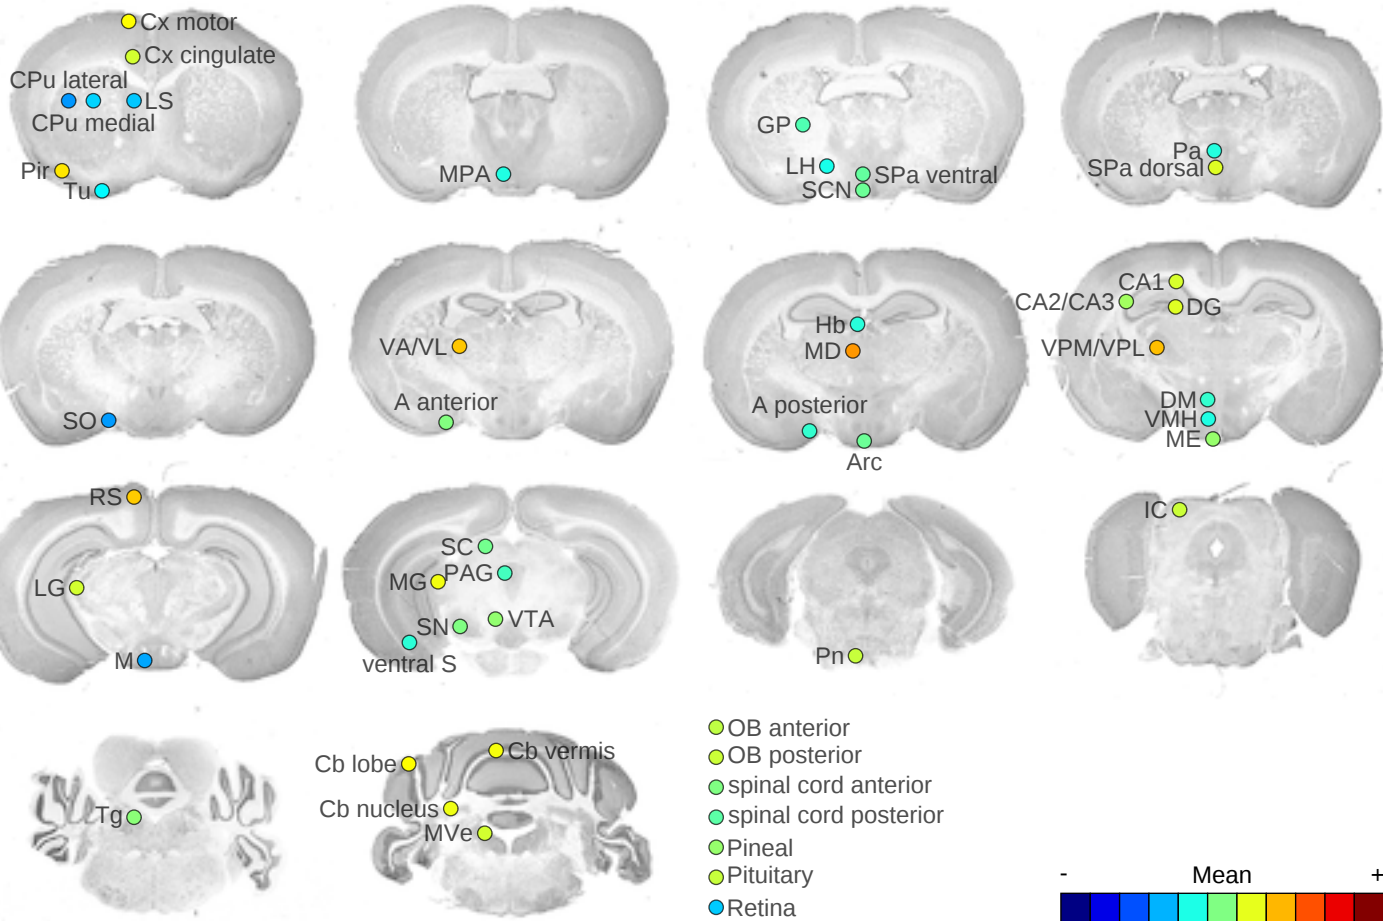 Cx motor
Cx cingulate
CPu lateral
LS
CPu medial
Pir
Tu
MPA
GP
LH
SPa ventral
SCN
Pa
SPa dorsal
SO
VA/VL
A anterior
Hb
MD
A posterior
Arc
CA1
CA2/CA3
DG
VPM/VPL
DM
VMH
ME
RS
LG
M
SC
PAG
MG
VTA
SN
ventral S
Pn
IC
Tg
Cb vermis
Cb lobe
Cb nucleus
MVe
OB anterior
OB posterior
spinal cord anterior
spinal cord posterior
Pineal
Pituitary
Retina
- Mean +